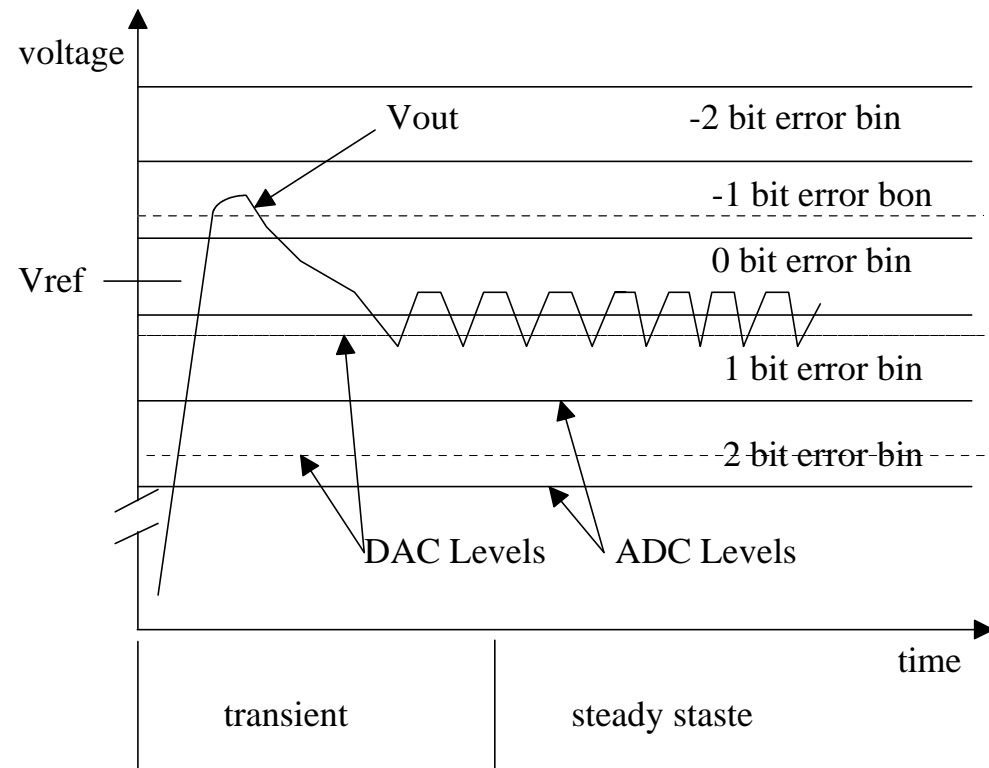 voltage
Vout
-2 bit error bin
-1 bit error bon
0 bit error bin
Vref
1 bit error bin
2 bit error bin
DAC Levels
ADC Levels
time
transient
steady staste